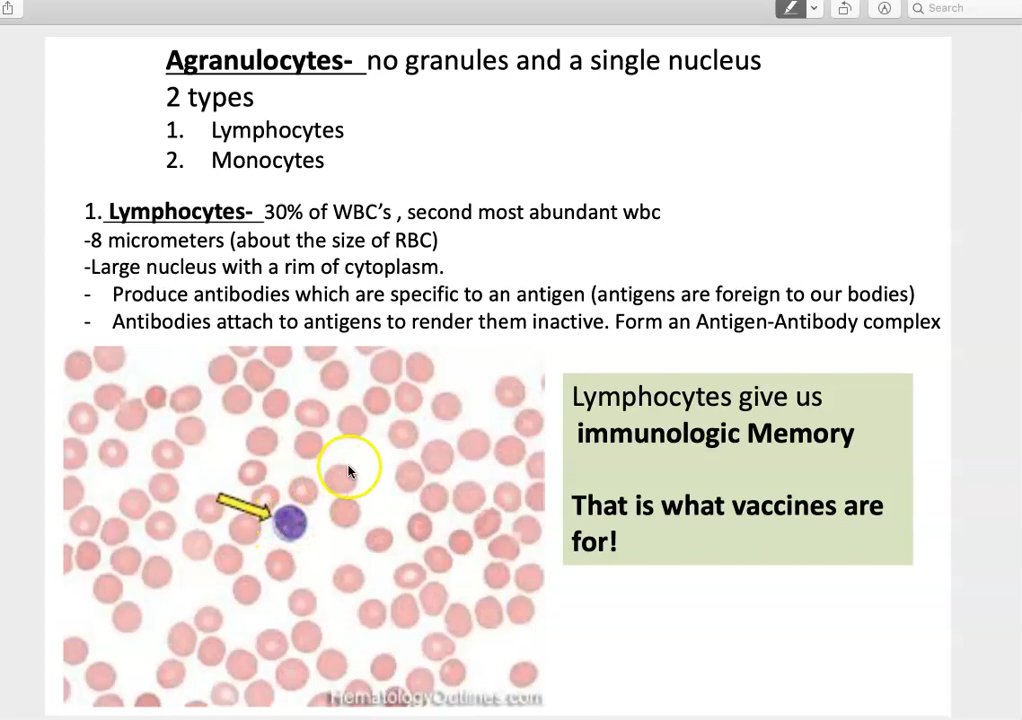 Search
Agranulocytes- no granules and a single nucleus
2 types
1. Lymphocytes
2. Monocytes
1. Lymphocytes- 30% of WBC's , second most abundant wbc
-8 micrometers (about the size of RBC)
-Large nucleus with a rim of cytoplasm.
- Produce antibodies which are specific to an antigen (antigens are foreign to our bodies)
- Antibodies attach to antigens to render them inactive. Form an Antigen-Antibody complex
Lymphocytes give us
immunologic Memory
That is what vaccines are
for!
HematologyOutlines.com